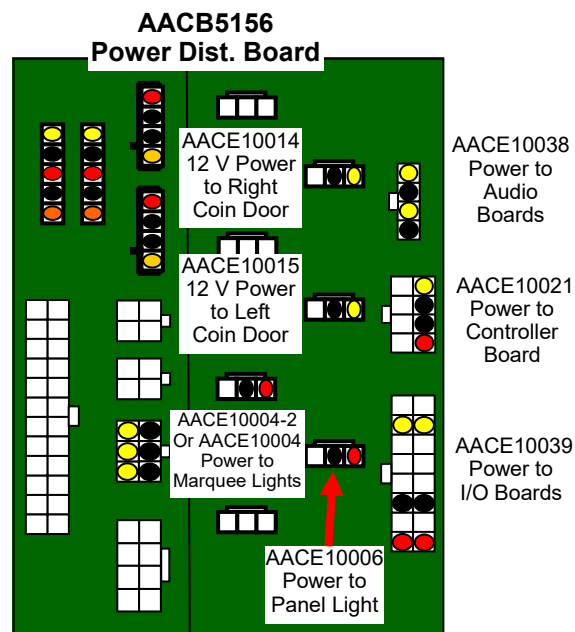 AACB5156
Power Dist. Board
AACE10014
12 V Power
to Right
Coin Door
AACE10038
Power to
Audio
Boards
AACE10015
12 V Power
to Left
Coin Door
AACE10021
Power to
Controller
Board
AACE10004-2
Or AACE10004
Power to
Marquee Lights
AACE10039
Power to
I/O Boards
AACE10006
Power to
Panel Light